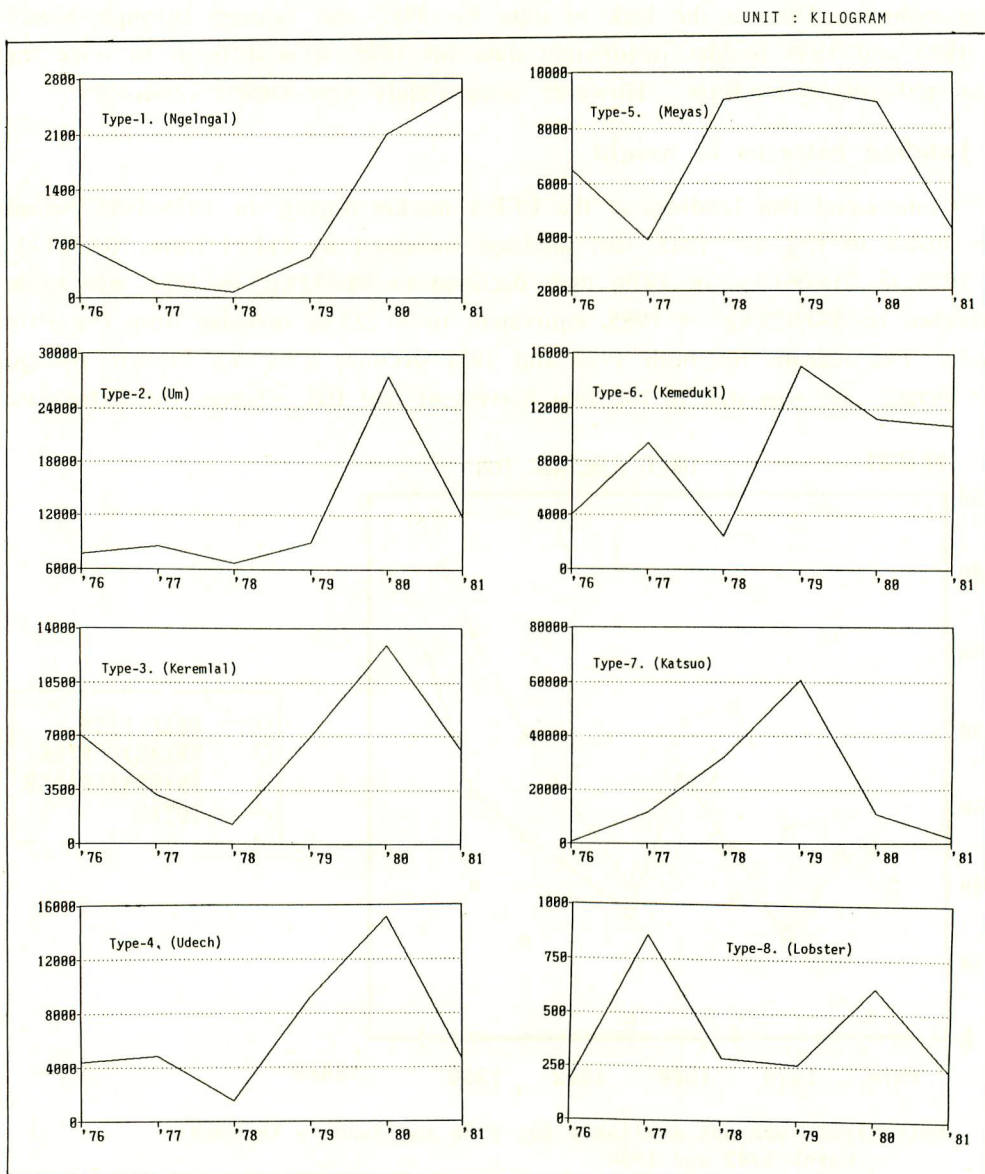 UNIT : KILOGRAM
Type-1. (Ngelngal)
2800
2100
1400
700
0
'76 '77 '78 '79 '80 '81
Type-5. (Meyas)
10000
8000
6000
4000
2000
'76 '77 '78 '79 '80 '81
Type-2. (Um)
30000
24000
18000
12000
6000
'76 '77 '78 '79 '80 '81
Type-6. (Kemedukl)
16000
12000
8000
4000
0
'76 '77 '78 '79 '80 '81
Type-3. (Keremlal)
14000
10500
7000
3500
0
'76 '77 '78 '79 '80 '81
Type-7. (Katsuo)
80000
60000
40000
20000
0
'76 '77 '78 '79 '80 '81
Type-4. (Udech)
16000
12000
8000
4000
0
'76 '77 '78 '79 '80 '81
Type-8. (Lobster)
1000
750
500
250
0
'76 '77 '78 '79 '80 '81